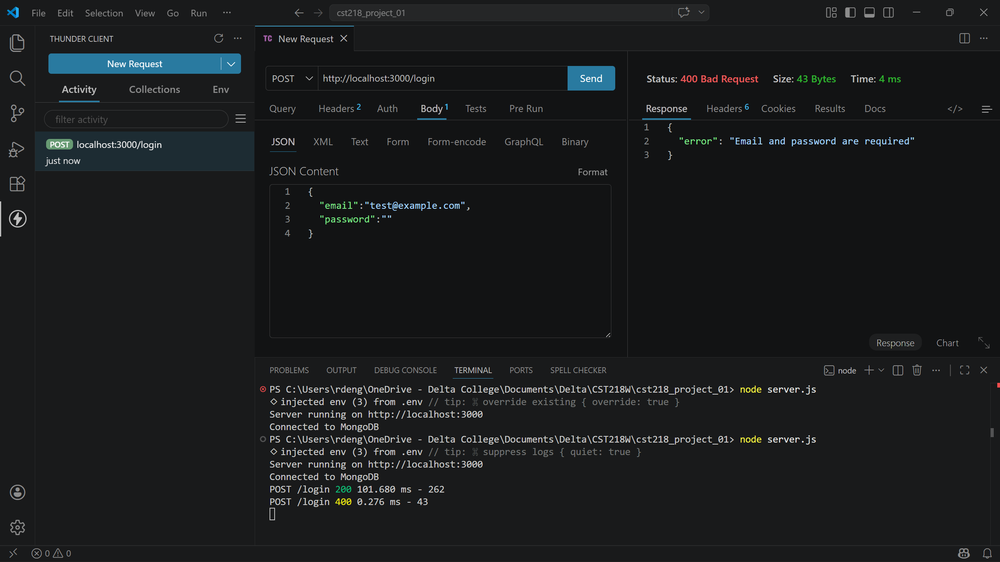 File Edit Selection View Go Run ···
cst218_project_01
THUNDER CLIENT
New Request
Activity Collections Env
filter activity
POST localhost:3000/login
just now
TC New Request
POST http://localhost:3000/login Send
Query Headers 2 Auth Body 1 Tests Pre Run
JSON XML Text Form Form-encode GraphQL Binary
JSON Content Format
1 {
2 "email":"test@example.com",
3 "password":""
4 }
Status: 400 Bad Request Size: 43 Bytes Time: 4 ms
Response Headers 6 Cookies Results Docs </>
1 {
2 "error": "Email and password are required"
3 }
Response Chart
PROBLEMS OUTPUT DEBUG CONSOLE TERMINAL PORTS SPELL CHECKER
node
PS C:\Users\rdeng\OneDrive - Delta College\Documents\Delta\CST218W\cst218_project_01> node server.js
◇ injected env (3) from .env // tip: ⌘ override existing { override: true }
Server running on http://localhost:3000
Connected to MongoDB
PS C:\Users\rdeng\OneDrive - Delta College\Documents\Delta\CST218W\cst218_project_01> node server.js
◇ injected env (3) from .env // tip: ⌘ suppress logs { quiet: true }
Server running on http://localhost:3000
Connected to MongoDB
POST /login 200 101.680 ms - 262
POST /login 400 0.276 ms - 43
0 0